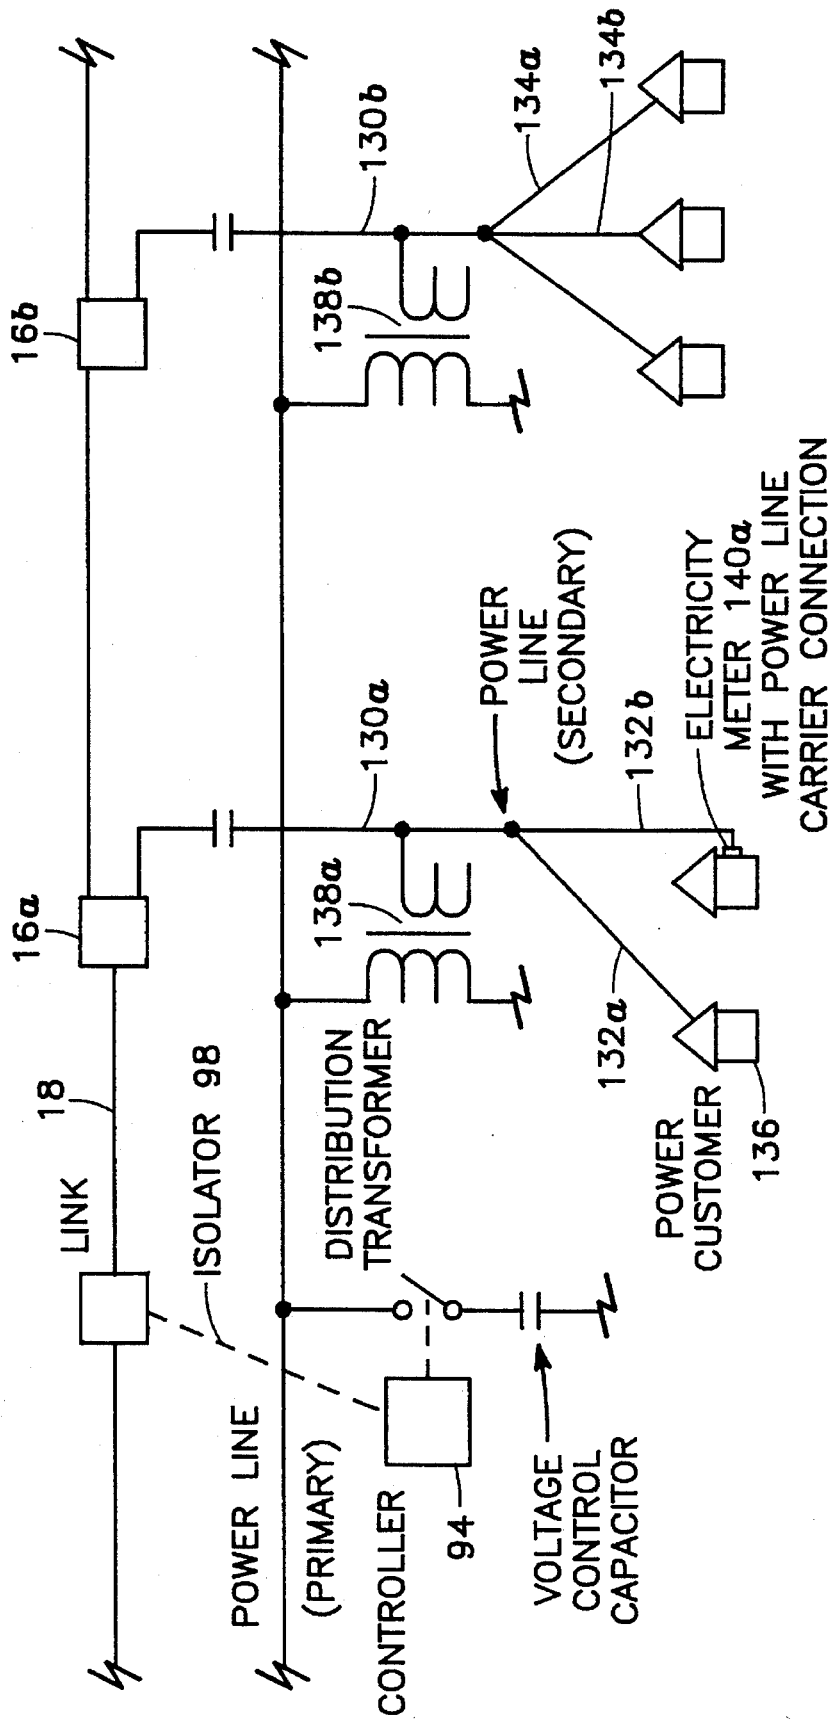 LINK
18
16a
16b
ISOLATOR 98
POWER LINE
(PRIMARY)
CONTROLLER
94
VOLTAGE
CONTROL
CAPACITOR
DISTRIBUTION
TRANSFORMER
138a
130a
POWER
LINE
(SECONDARY)
132a
132b
POWER
CUSTOMER
136
ELECTRICITY
METER 140a
WITH POWER LINE
CARRIER CONNECTION
138b
130b
134a
134b